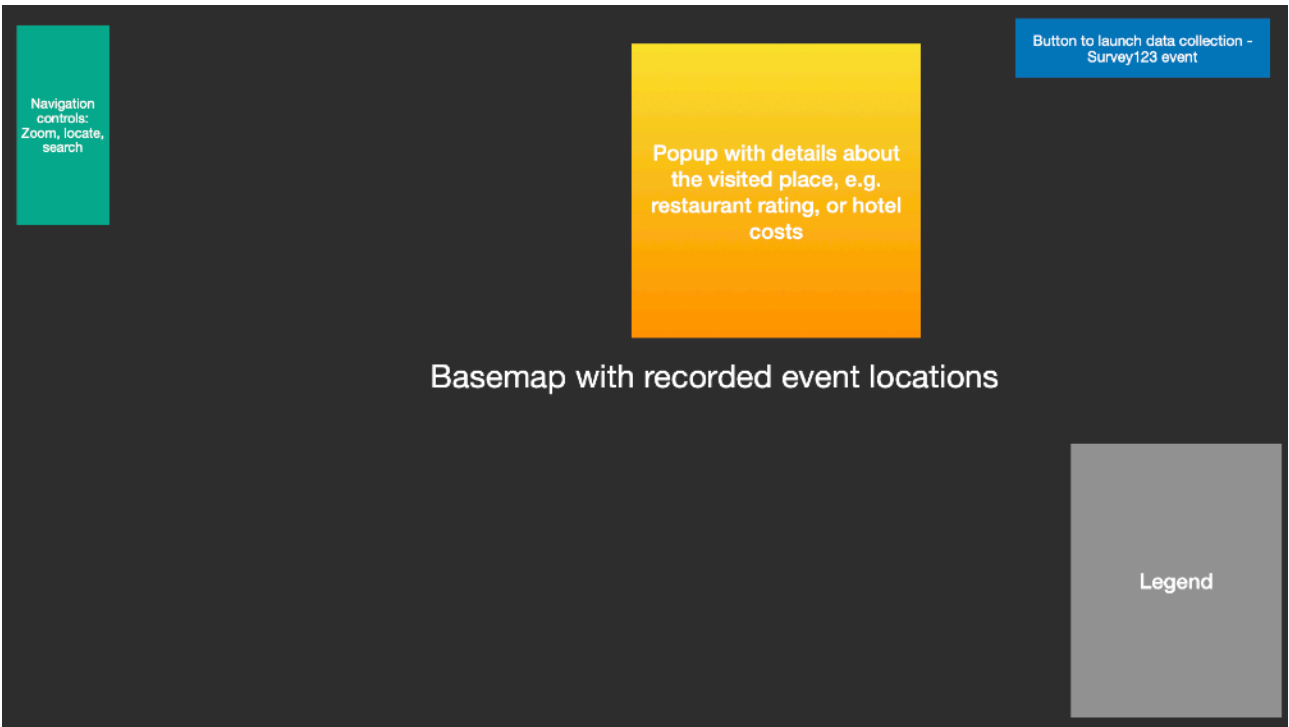 Navigation
controls:
Zoom, locate,
search
Popup with details about
the visited place, e.g.
restaurant rating, or hotel
costs
Button to launch data collection -
Survey123 event
Basemap with recorded event locations
Legend